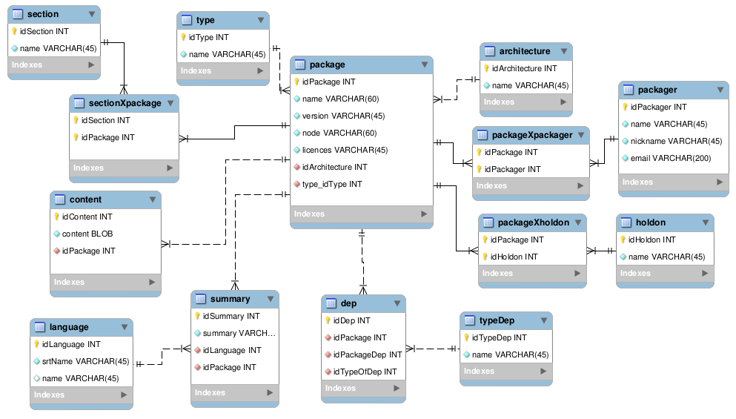 section
idSection INT
name VARCHAR(45)
Indexes
type
idType INT
name VARCHAR(45)
Indexes
package
idPackage INT
name VARCHAR(60)
version VARCHAR(45)
node VARCHAR(60)
licences VARCHAR(45)
idArchitecture INT
type_idType INT
Indexes
architecture
idArchitecture INT
name VARCHAR(45)
Indexes
packager
idPackager INT
name VARCHAR(45)
nickname VARCHAR(45)
email VARCHAR(200)
Indexes
sectionXpackage
idSection INT
idPackage INT
Indexes
packageXpackager
idPackage INT
idPackager INT
Indexes
content
idContent INT
content BLOB
idPackage INT
Indexes
packageXholdon
idPackage INT
idHoldon INT
Indexes
holdon
idHoldon INT
name VARCHAR(45)
Indexes
summary
idSummary INT
summary VARCH...
idLanguage INT
idPackage INT
Indexes
dep
idDep INT
idPackage INT
idPackageDep INT
idTypeOfDep INT
Indexes
typeDep
idTypeDep INT
name VARCHAR(45)
Indexes
language
idLanguage INT
srtName VARCHAR(45)
name VARCHAR(45)
Indexes